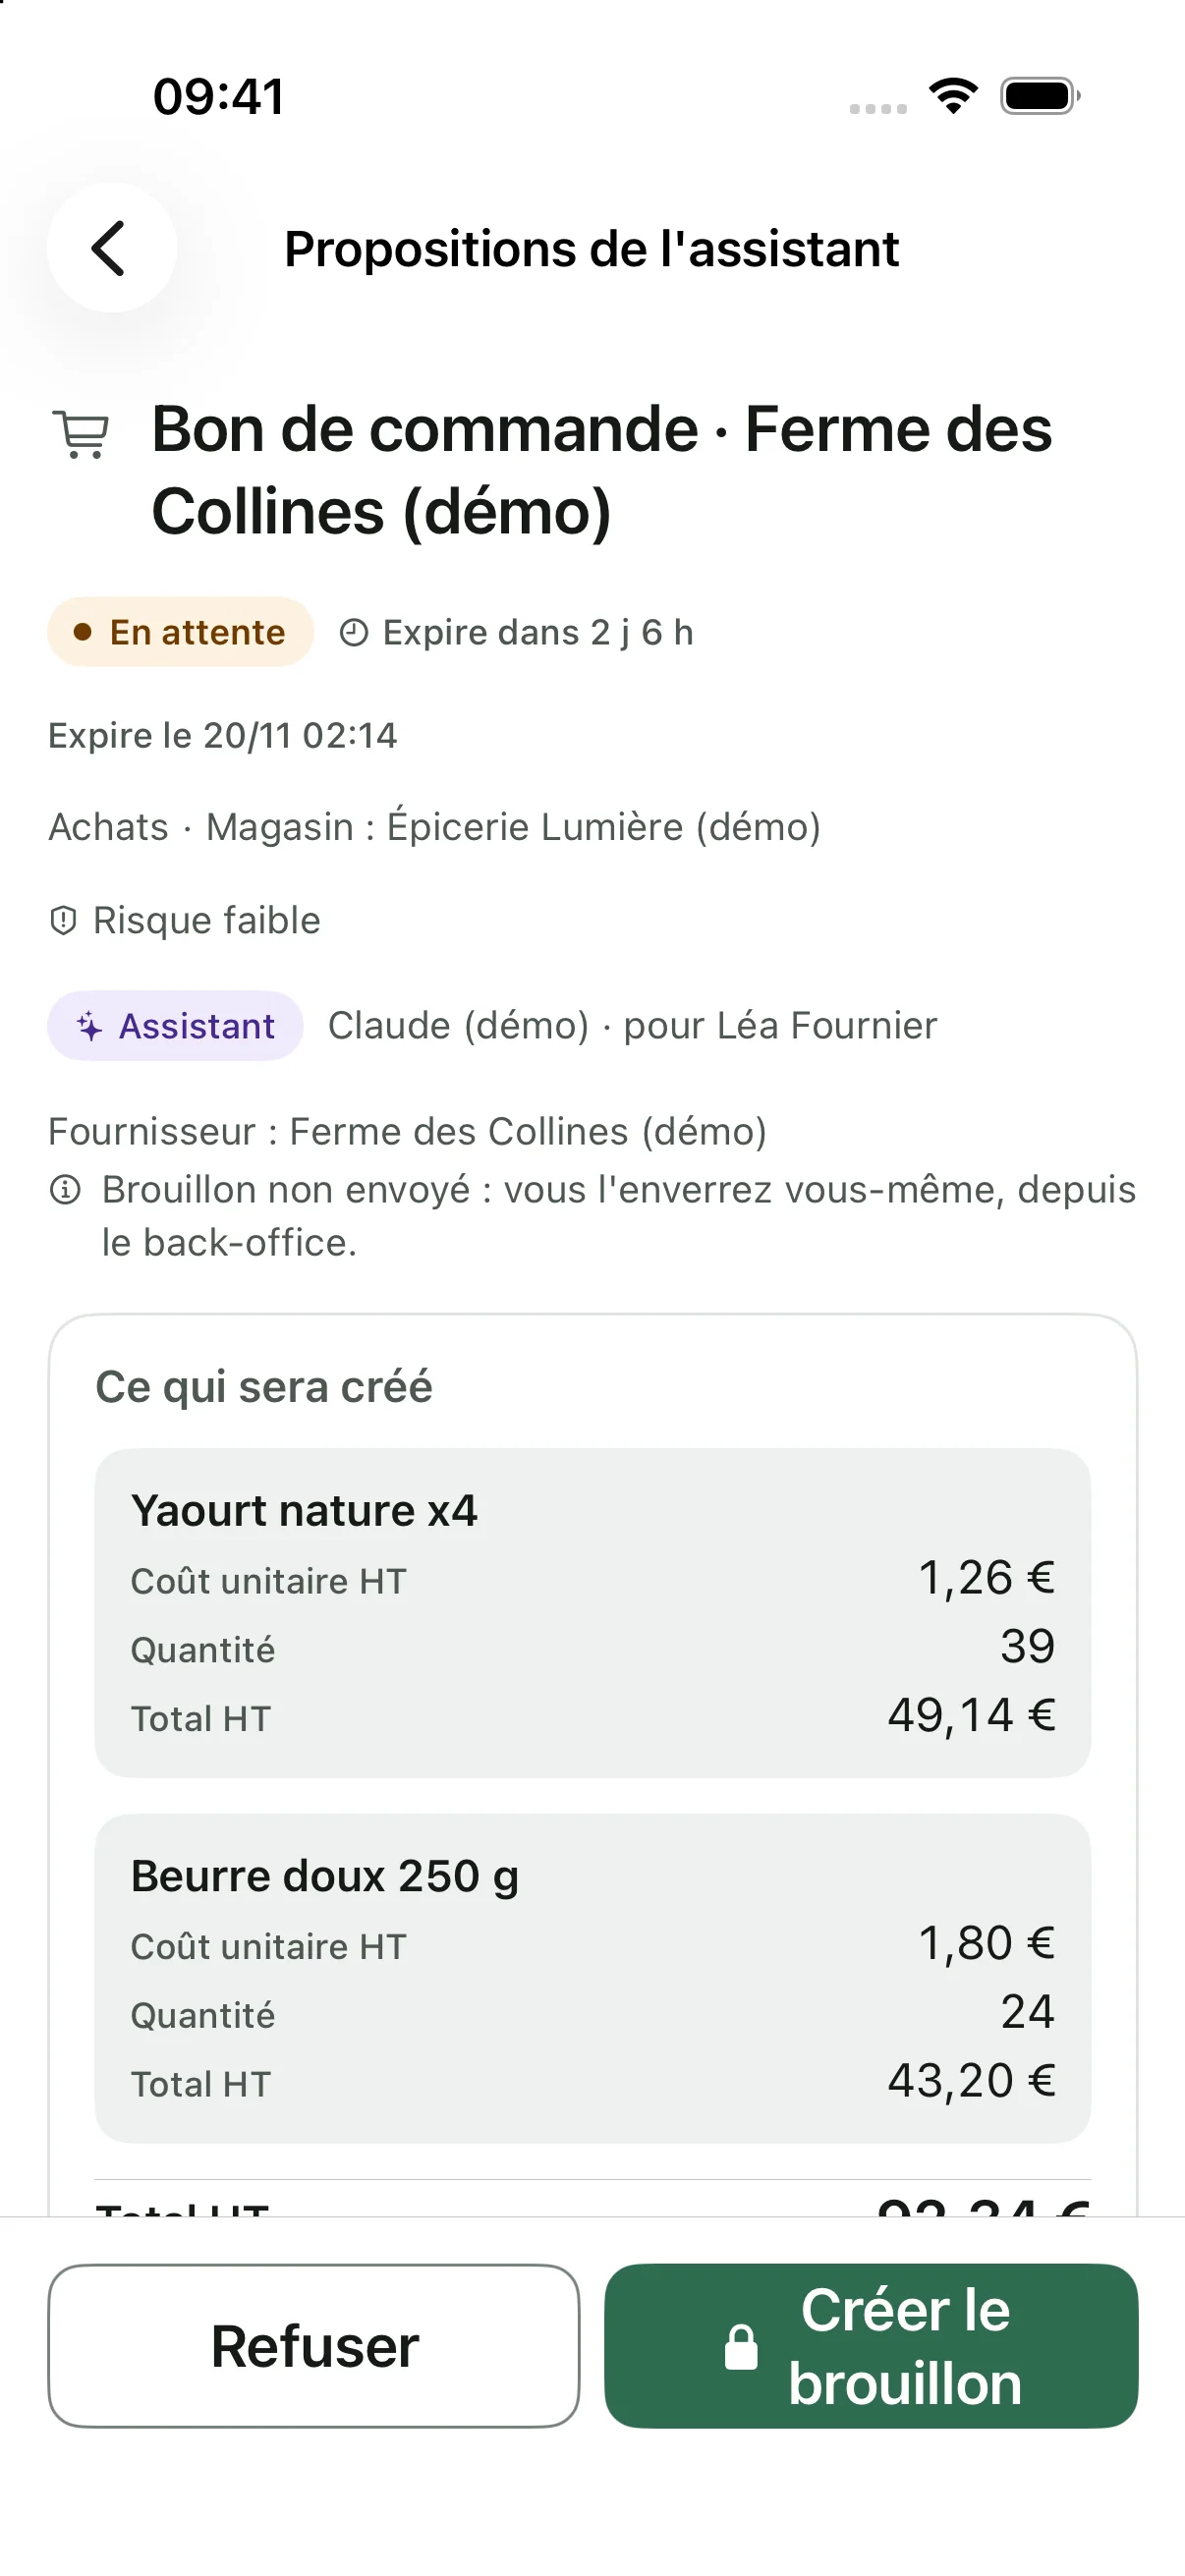 09:41
Propositions de l'assistant
Bon de commande · Ferme des
Collines (démo)
En attente
Expire dans 2 j 6 h
Expire le 20/11 02:14
Achats · Magasin : Épicerie Lumière (démo)
Risque faible
Assistant
Claude (démo) · pour Léa Fournier
Fournisseur : Ferme des Collines (démo)
Brouillon non envoyé : vous l'enverrez vous-même, depuis
le back-office.
Ce qui sera créé
Yaourt nature x4
Coût unitaire HT 1,26 €
Quantité 39
Total HT 49,14 €
Beurre doux 250 g
Coût unitaire HT 1,80 €
Quantité 24
Total HT 43,20 €
Total HT 92,34 €
Refuser
Créer le
brouillon